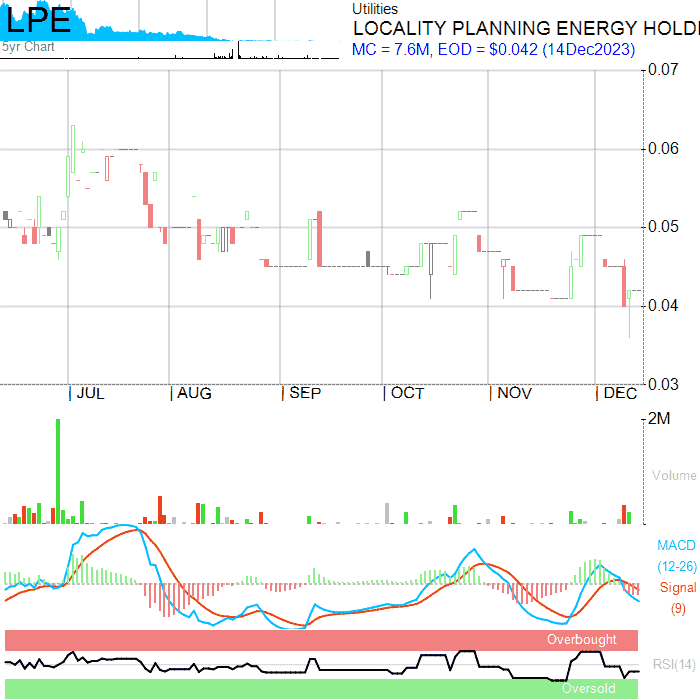 LPE
5yr Chart
Utilities
LOCALITY PLANNING ENERGY HOLDI
MC = 7.6M, EOD = $0.042 (14Dec2023)
0.07
0.06
0.05
0.04
0.03
JUL AUG SEP OCT NOV DEC
2M
Volume
MACD
(12-26)
Signal
(9)
Overbought
RSI(14)
Oversold